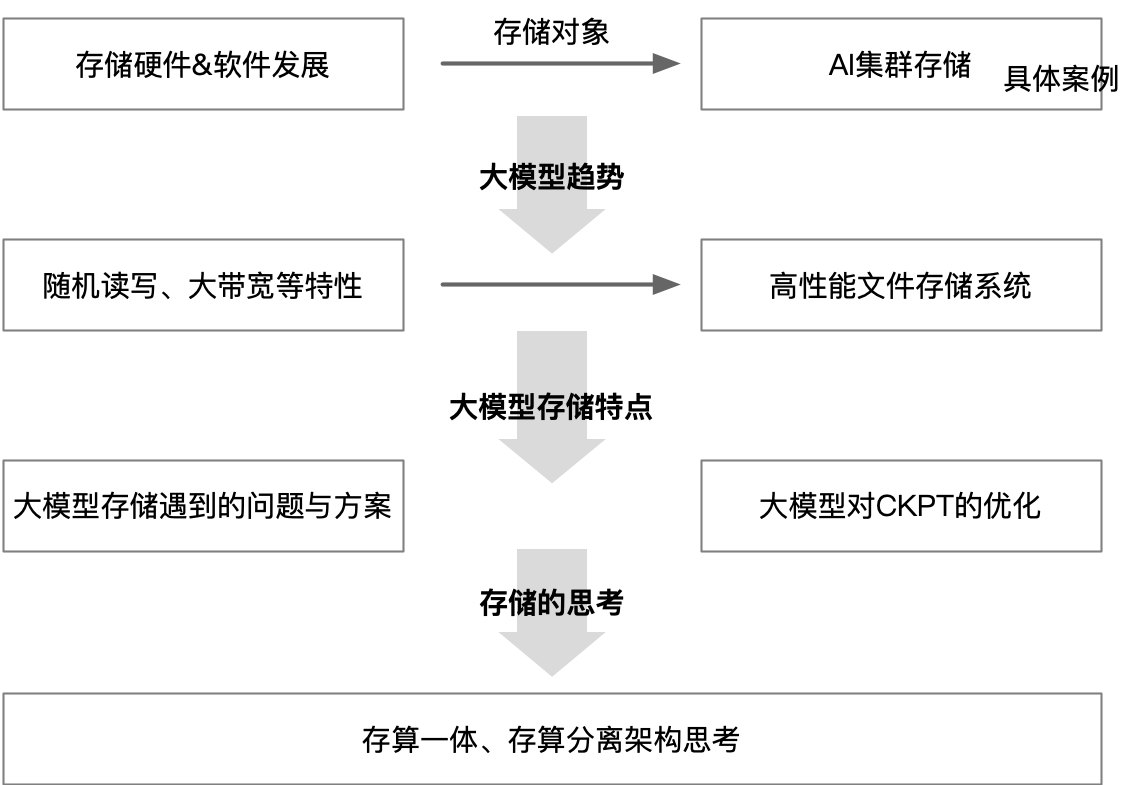 存储对象
存储硬件&软件发展
AI集群存储
具体案例
大模型趋势
随机读写、大带宽等特性
高性能文件存储系统
大模型存储特点
大模型存储遇到的问题与方案
大模型对CKPT的优化
存储的思考
存算一体、存算分离架构思考